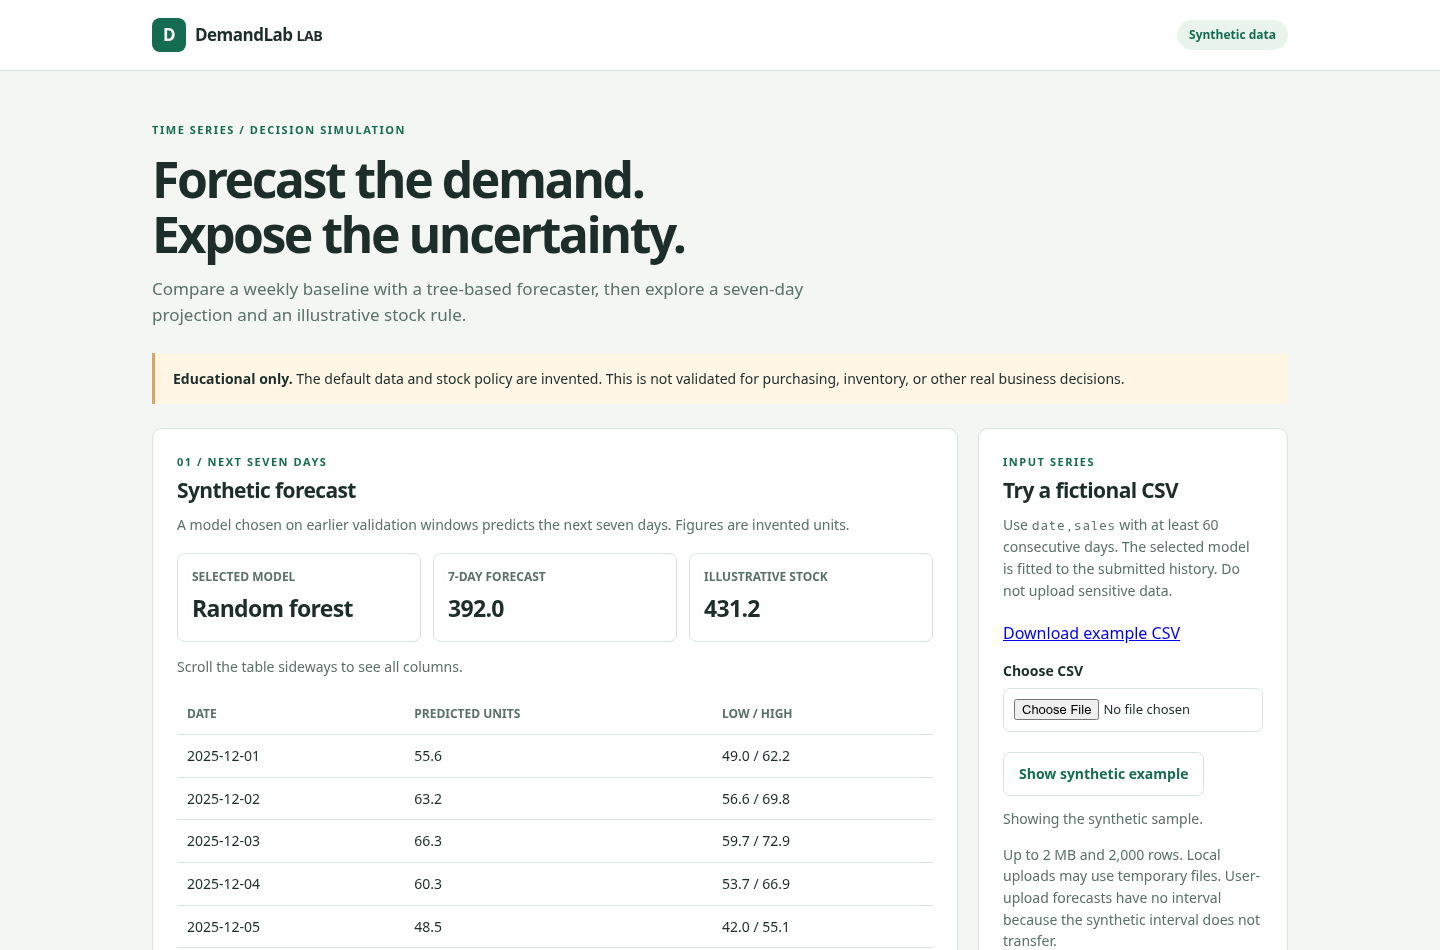 D DemandLab LAB
Synthetic data
TIME SERIES / DECISION SIMULATION
Forecast the demand.
Expose the uncertainty.
Compare a weekly baseline with a tree-based forecaster, then explore a seven-day
projection and an illustrative stock rule.
Educational only. The default data and stock policy are invented. This is not validated for purchasing, inventory, or other real business decisions.
01 / NEXT SEVEN DAYS
Synthetic forecast
A model chosen on earlier validation windows predicts the next seven days. Figures are invented units.
SELECTED MODEL
Random forest
7-DAY FORECAST
392.0
ILLUSTRATIVE STOCK
431.2
Scroll the table sideways to see all columns.
DATE PREDICTED UNITS LOW / HIGH
2025-12-01 55.6 49.0 / 62.2
2025-12-02 63.2 56.6 / 69.8
2025-12-03 66.3 59.7 / 72.9
2025-12-04 60.3 53.7 / 66.9
2025-12-05 48.5 42.0 / 55.1
INPUT SERIES
Try a fictional CSV
Use date,sales with at least 60
consecutive days. The selected model
is fitted to the submitted history. Do
not upload sensitive data.
Download example CSV
Choose CSV
Choose File No file chosen
Show synthetic example
Showing the synthetic sample.
Up to 2 MB and 2,000 rows. Local
uploads may use temporary files. User-
upload forecasts have no interval
because the synthetic interval does not
transfer.